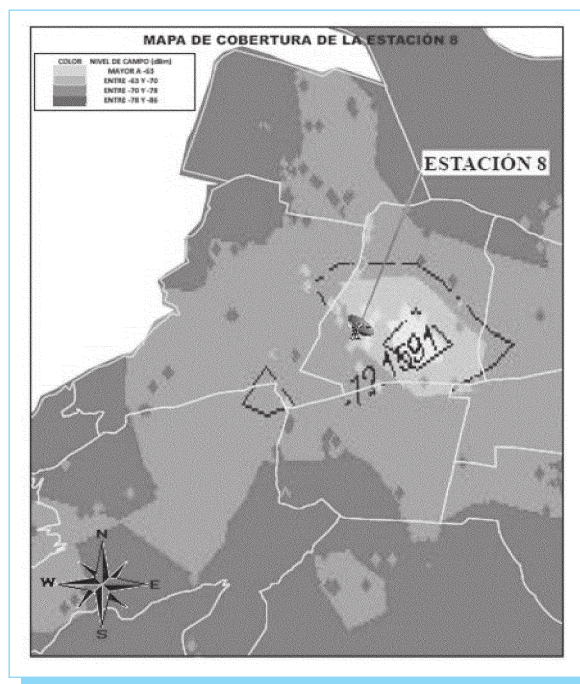 MAPA DE COBERTURA DE LA ESTACIÓN 8
COLOR NIVEL DE CAMPO (dBm)
MAYOR A -63
ENTRE -63 Y -70
ENTRE -70 Y -78
ENTRE -78 Y -86
ESTACIÓN 8
N
W E
S